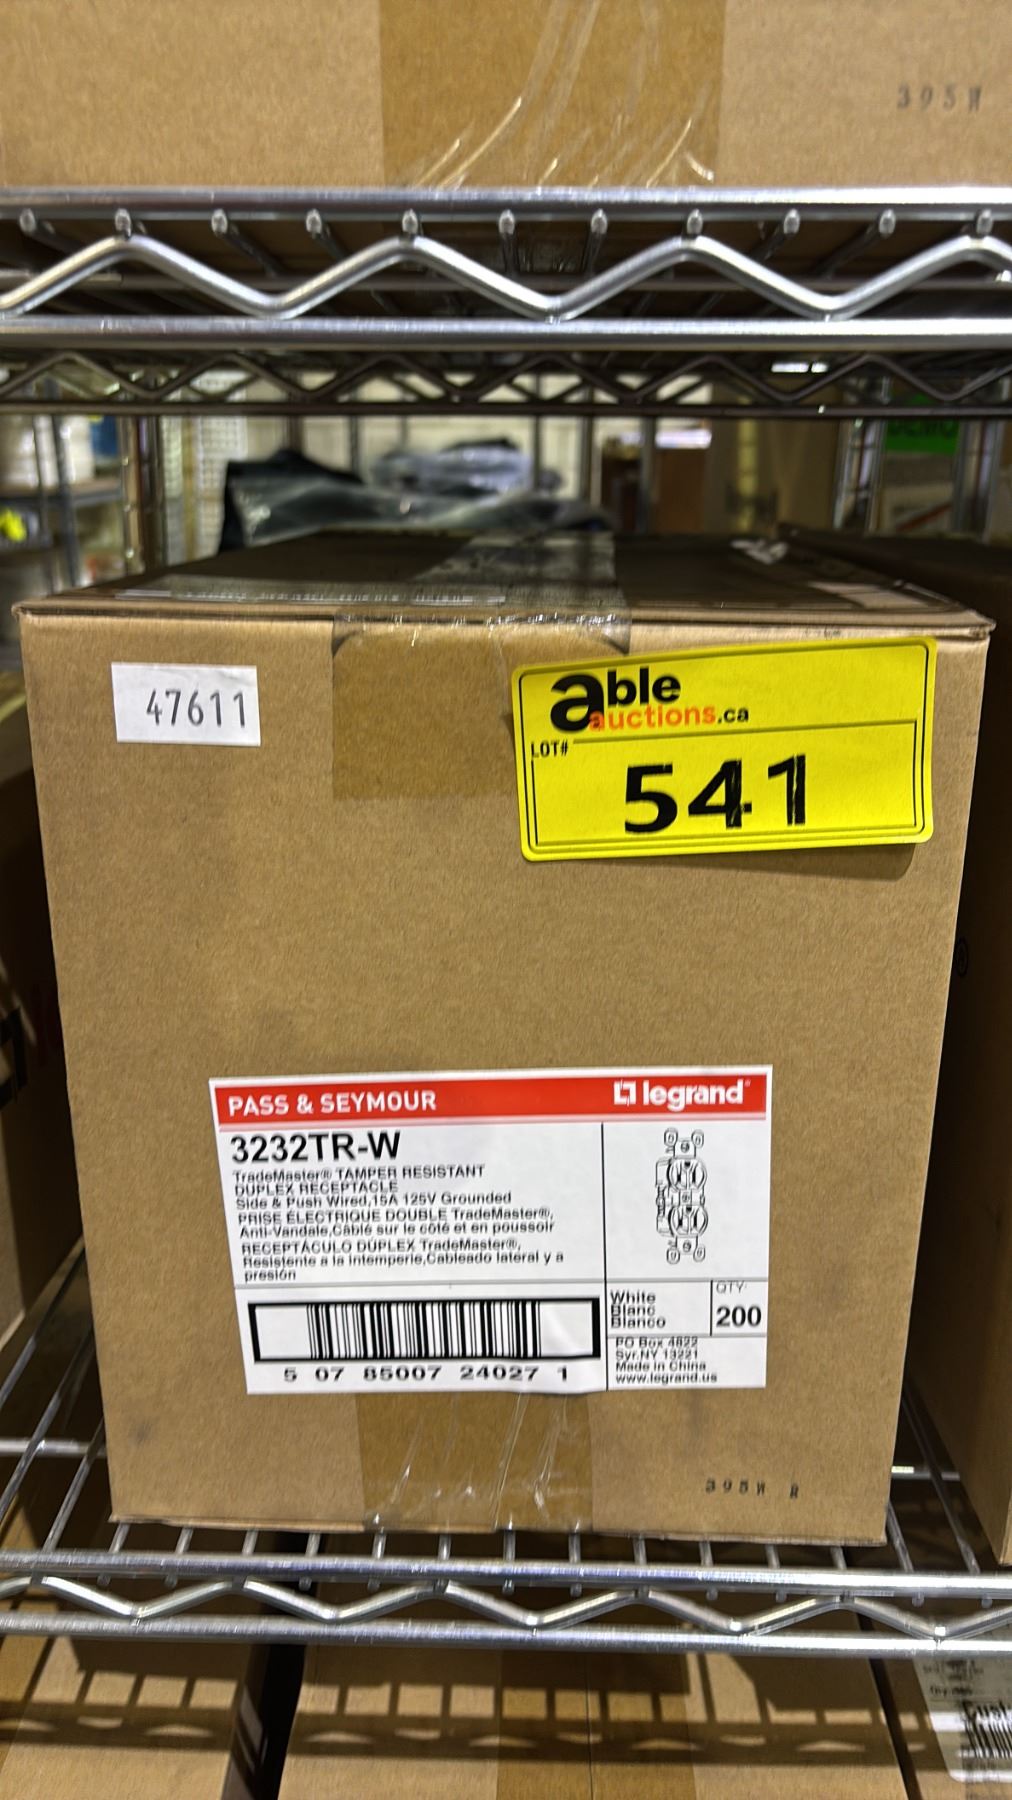 395H
DEMO
47611
able
auctions.ca
LOT#
541
PASS & SEYMOUR
legrand®
3232TR-W
TradeMaster® TAMPER RESISTANT
DUPLEX RECEPTACLE
Side & Push Wired,15A 125V Grounded
PRISE ÉLECTRIQUE DOUBLE TradeMaster®,
Anti-Vandale,Câblé sur le côté et en poussoir
RECEPTÁCULO DÚPLEX TradeMaster®,
Resistente a la intemperie,Cableado lateral y a
presión
White
Blanc
Blanco
QTY:
200
PO Box 4822
Syr.NY 13221
Made in China
www.legrand.us
5 07 85007 24027 1
395H